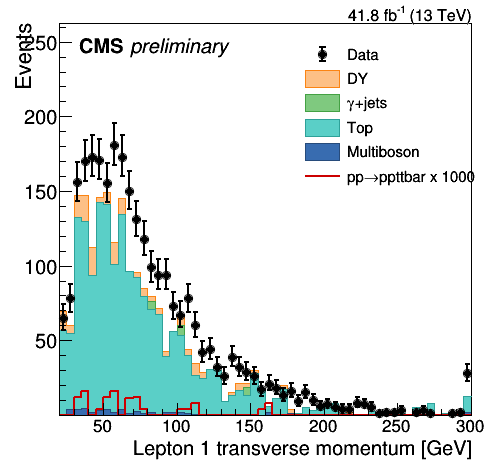 41.8 fb⁻¹ (13 TeV)
Events
CMS preliminary
Data
DY
γ+jets
Top
Multiboson
pp→ppttbar x 1000
250
200
150
100
50
50 100 150 200 250 300
Lepton 1 transverse momentum [GeV]